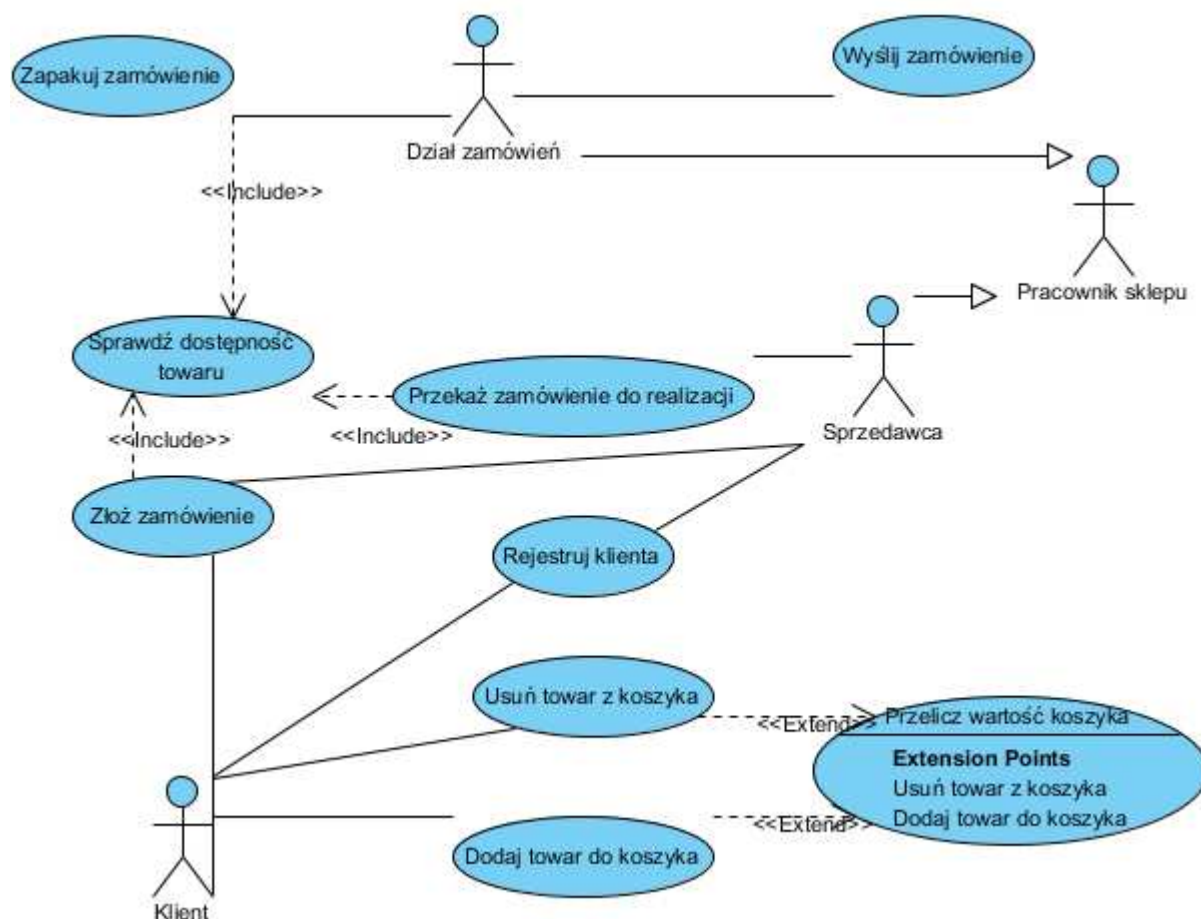 Zapakuj zamówienie
Wyślij zamówienie
Dział zamówień
<<Include>>
Pracownik sklepu
Sprawdź dostępność
towaru
Przekaż zamówienie do realizacji
<<Include>>
<<Include>>
Sprzedawca
Złoż zamówienie
Rejestruj klienta
Usuń towar z koszyka
<<Extend>>
Przelicz wartość koszyka
Extension Points
Usuń towar z koszyka
Dodaj towar do koszyka
<<Extend>>
Dodaj towar do koszyka
Klient